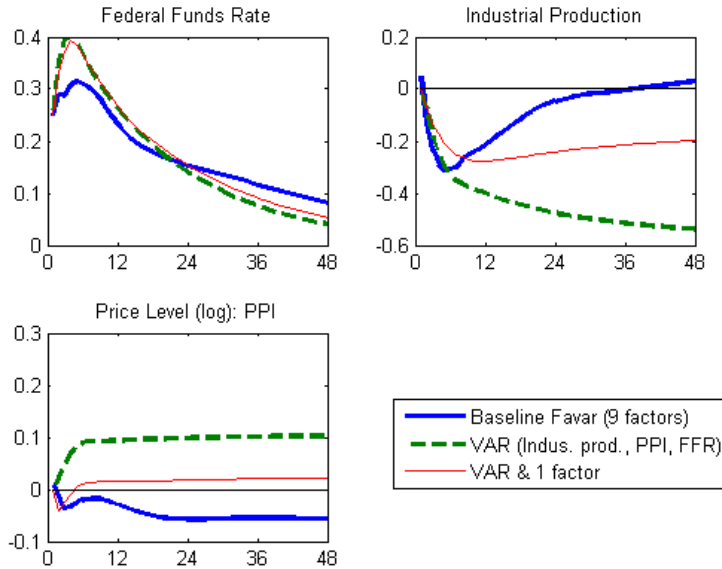 Federal Funds Rate
0.4
0.3
0.2
0.1
0
0 12 24 36 48
Industrial Production
0.2
0
-0.2
-0.4
-0.6
0 12 24 36 48
Price Level (log): PPI
0.3
0.2
0.1
0
-0.1
0 12 24 36 48
Baseline Favar (9 factors)
VAR (Indus. prod., PPI, FFR)
VAR & 1 factor